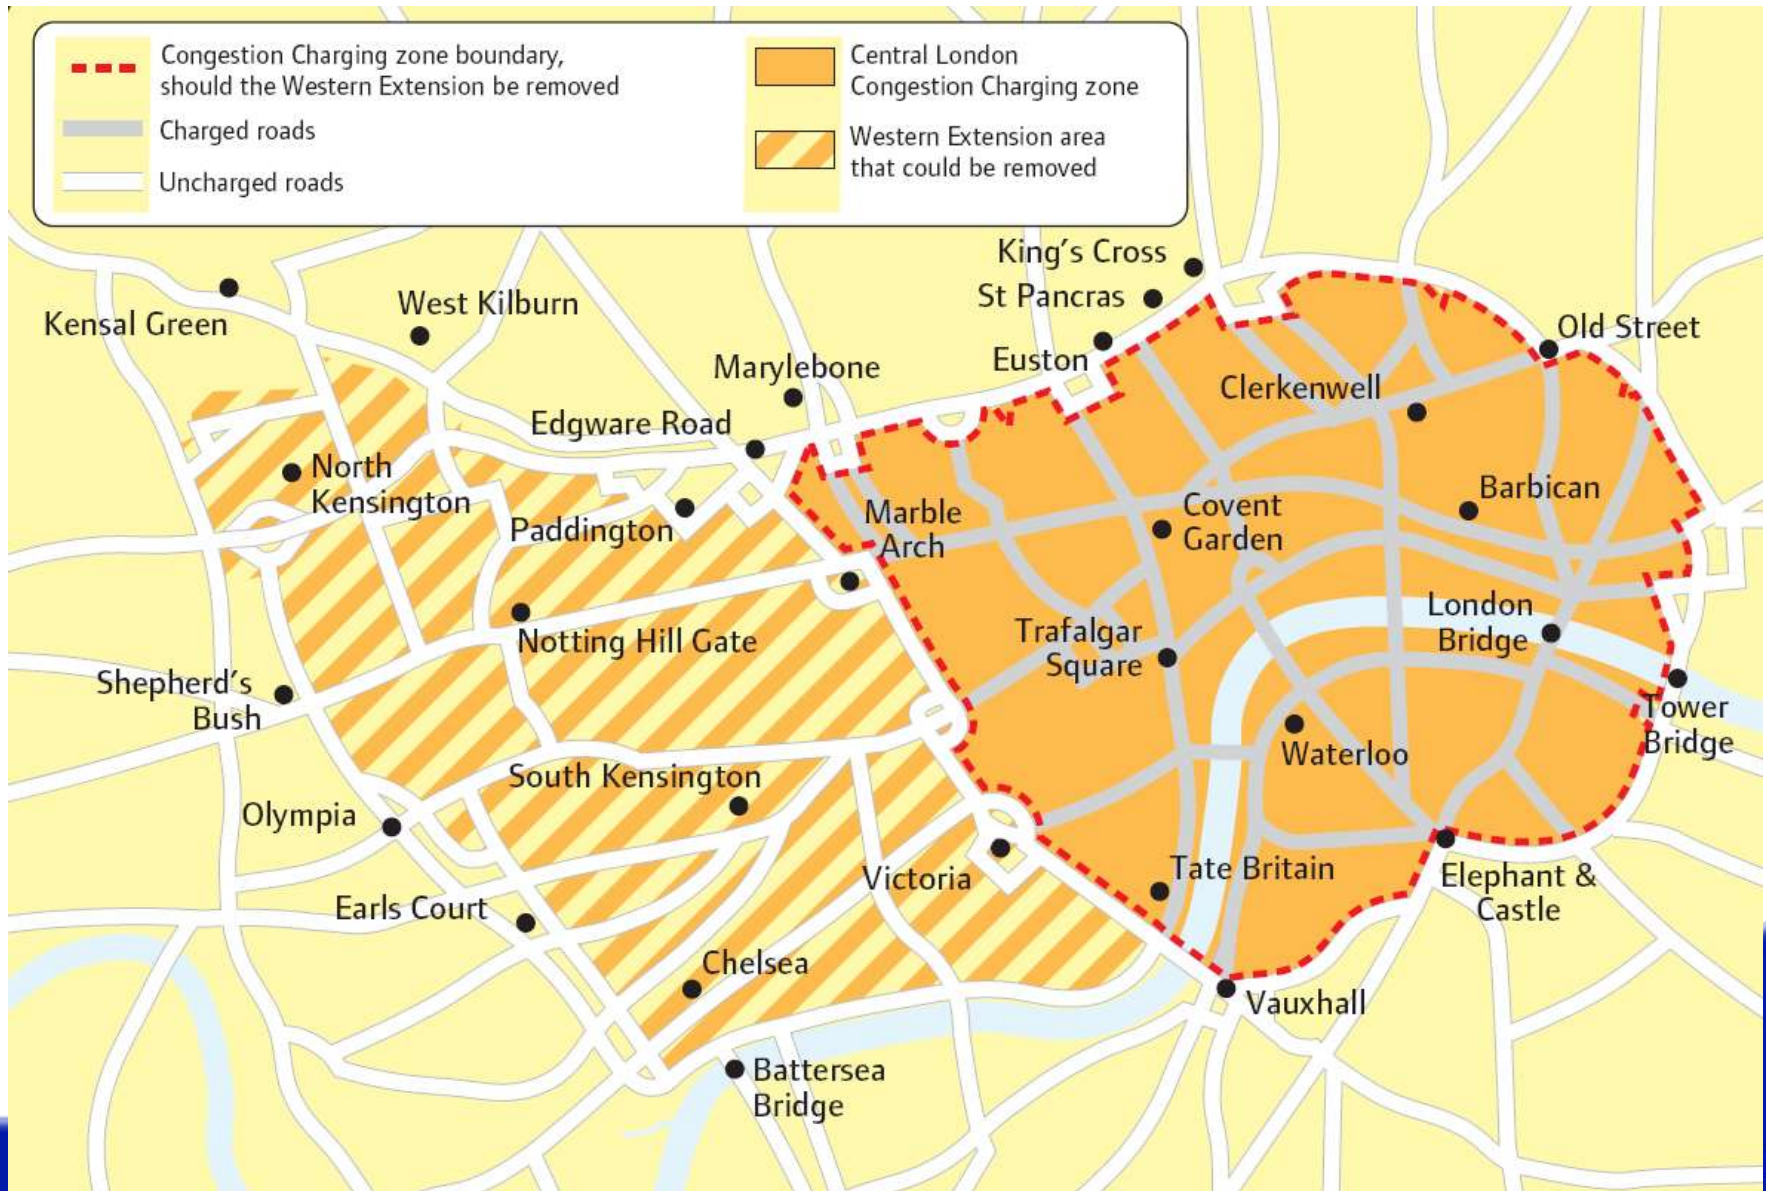 Congestion Charging zone boundary,
should the Western Extension be removed
Charged roads
Uncharged roads
Central London
Congestion Charging zone
Western Extension area
that could be removed
King's Cross
St Pancras
Euston
Kensal Green
West Kilburn
Marylebone
Edgware Road
Old Street
Clerkenwell
North
Kensington
Paddington
Marble
Arch
Covent
Garden
Barbican
Notting Hill Gate
Trafalgar
Square
London
Bridge
Shepherd's
Bush
Tower
Bridge
Waterloo
South Kensington
Olympia
Victoria
Tate Britain
Elephant &
Castle
Earls Court
Chelsea
Vauxhall
Battersea
Bridge